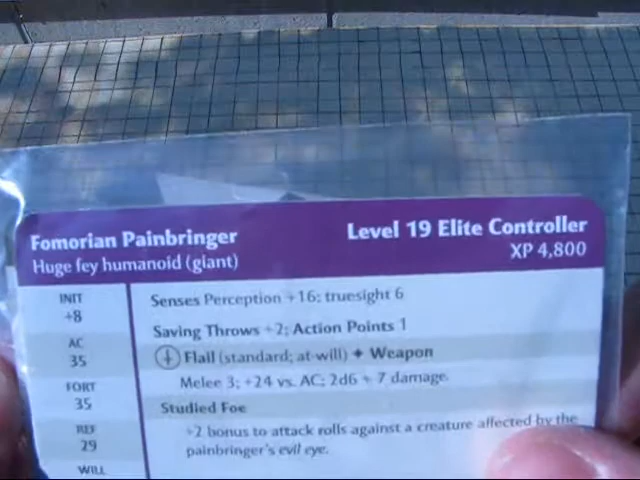 Fomorian Painbringer
Level 19 Elite Controller
Huge fey humanoid (giant)
XP 4,800
INIT
+8
AC
35
FORT
35
REF
29
WILL
Senses Perception +16; truesight 6
Saving Throws +2; Action Points 1
Flail (standard; at-will) ✦ Weapon
Melee 3; +24 vs. AC; 2d6 + 7 damage.
Studied Foe
+2 bonus to attack rolls against a creature affected by the
painbringer's evil eye.